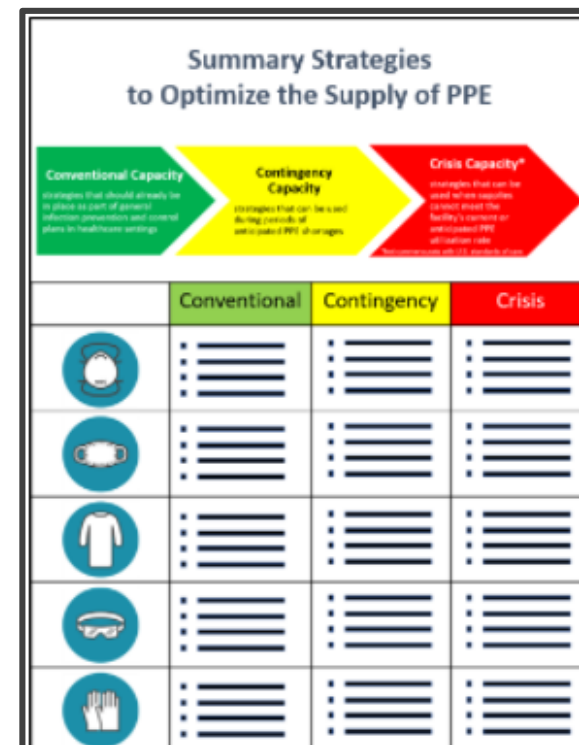 Summary Strategies
to Optimize the Supply of PPE
Conventional Capacity
strategies that should already be
in place as part of general
infection prevention and control
plans in healthcare settings
Contingency
Capacity
strategies that can be used
during periods of
anticipated PPE shortages
Crisis Capacity*
strategies that can be
used when supplies
cannot meet the
facility's current or
anticipated PPE
utilization rate
Conventional
Contingency
Crisis